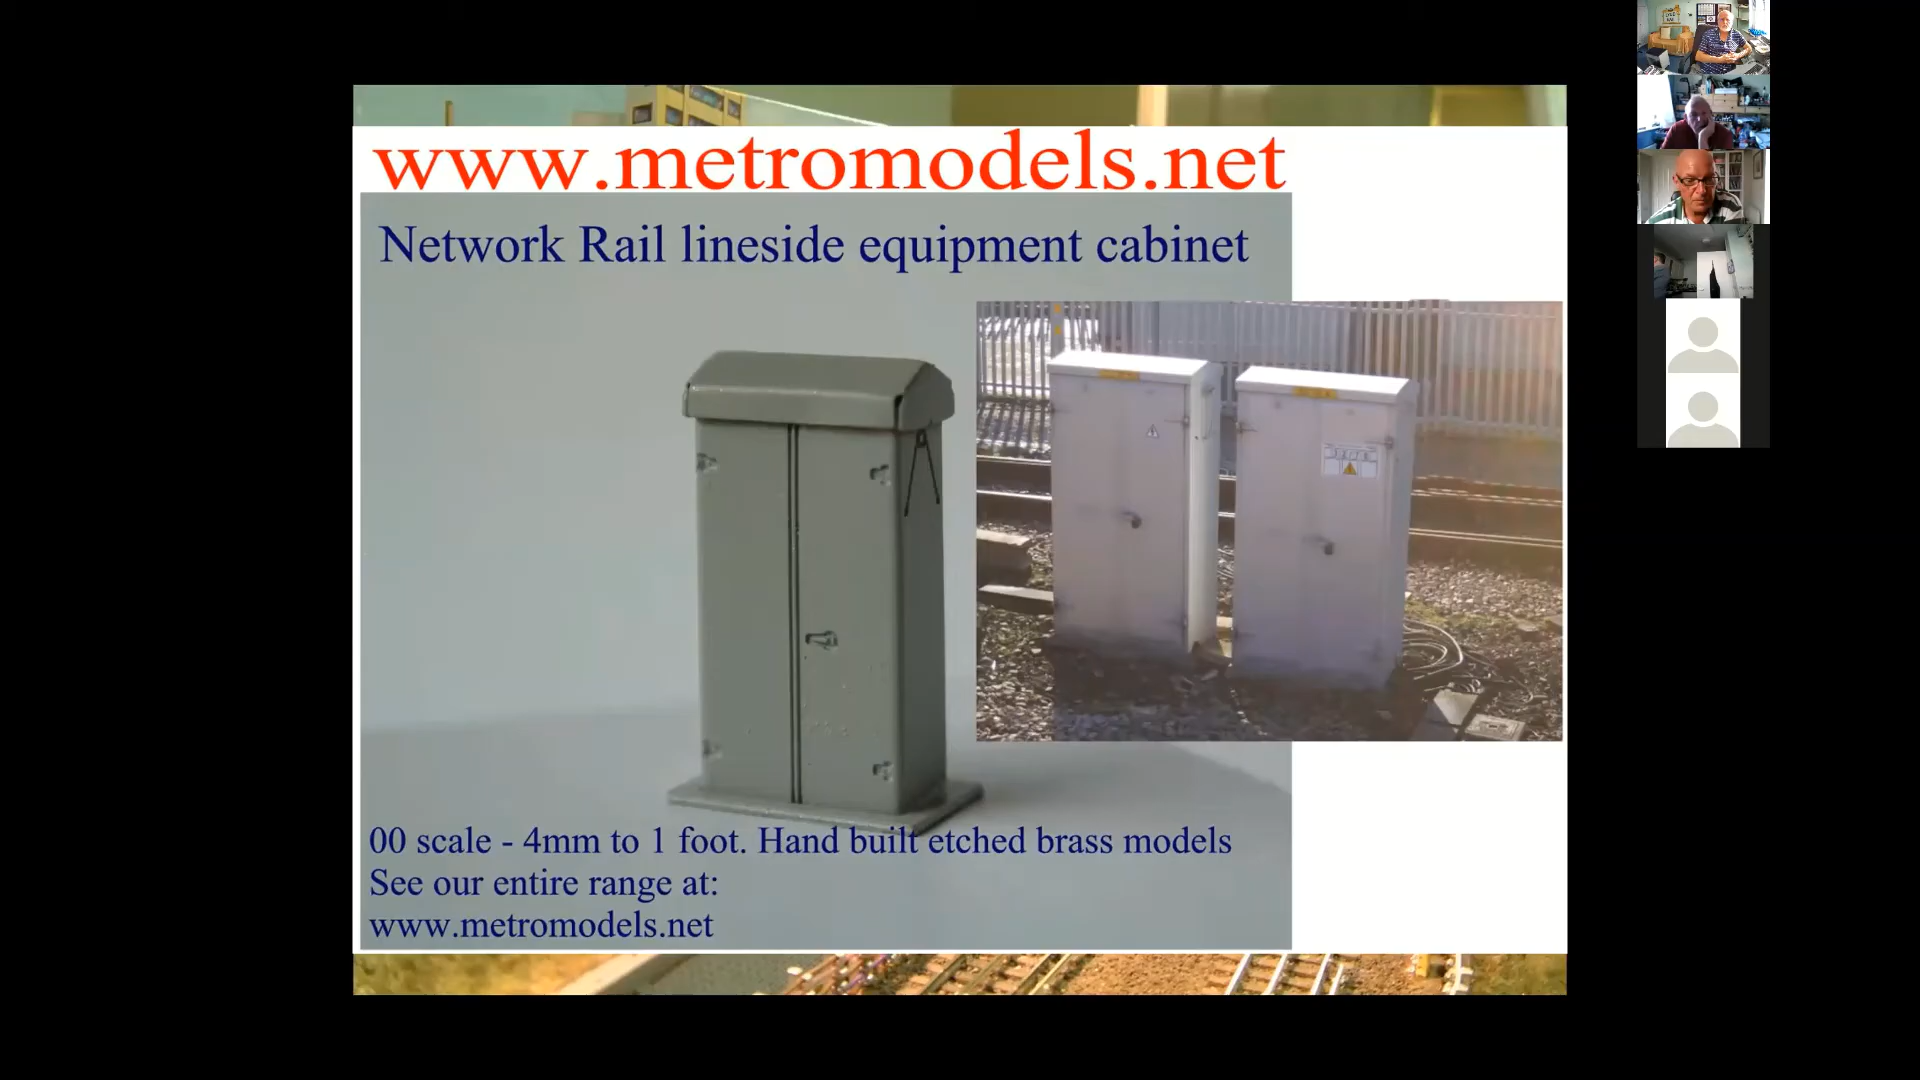 www.metromodels.net
Network Rail lineside equipment cabinet
00 scale - 4mm to 1 foot. Hand built etched brass models
See our entire range at:
www.metromodels.net